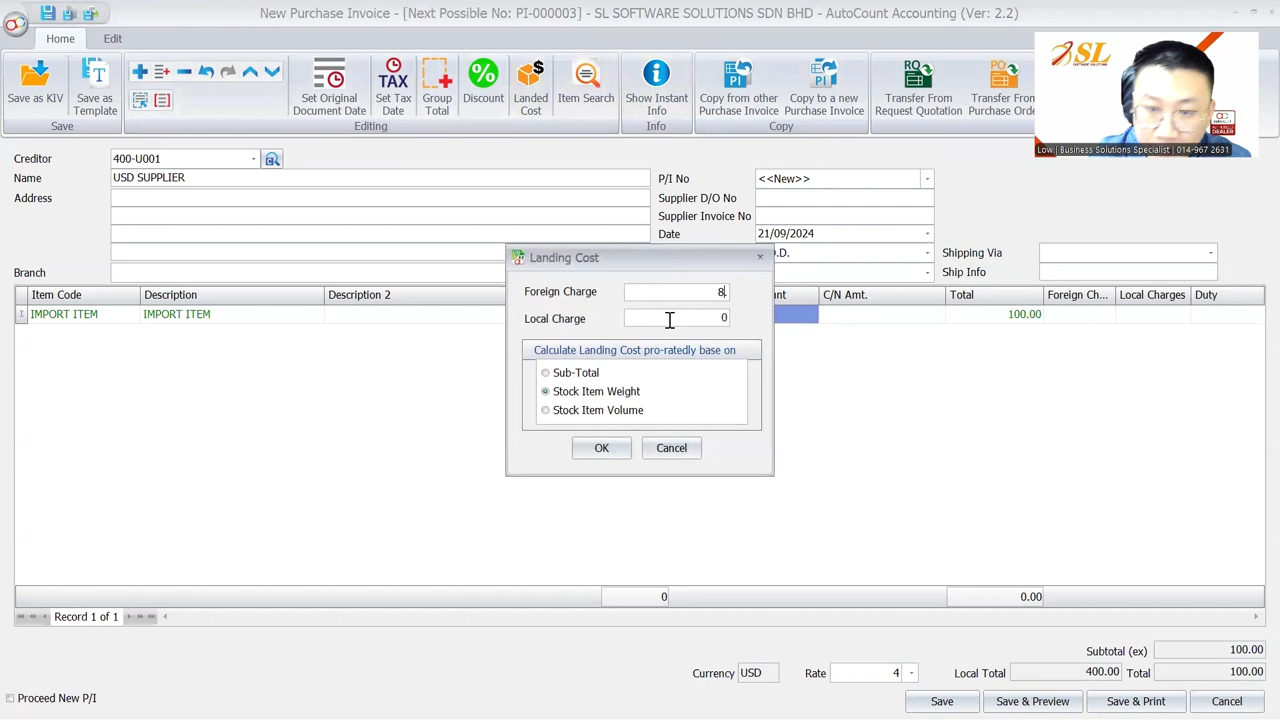 New Purchase Invoice - [Next Possible No: PI-000003] - SL SOFTWARE SOLUTIONS SDN BHD - AutoCount Accounting (Ver: 2.2)
Home Edit
Save as KIV
Save as Template
Save
Set Original Document Date
Set Tax Date
Group Total
Discount
Landed Cost
Item Search
Editing
Show Instant Info
Info
Copy from other Purchase Invoice
Copy to a new Purchase Invoice
Copy
Transfer From Request Quotation
Transfer From Purchase Orde
SL
SOFTWARE SOLUTIONS
Low | Business Solutions Specialist | 014-967 2631
Creditor 400-U001
Name USD SUPPLIER
Address
Branch
P/I No <<New>>
Supplier D/O No
Supplier Invoice No
Date 21/09/2024
.O.D.
Shipping Via
Ship Info
Item Code Description Description 2 unt C/N Amt. Total Foreign Ch... Local Charges Duty
IMPORT ITEM IMPORT ITEM 100.00
Landing Cost
Foreign Charge 8
Local Charge 0
Calculate Landing Cost pro-ratedly base on
Sub-Total
Stock Item Weight
Stock Item Volume
OK Cancel
0 0.00
Record 1 of 1
Subtotal (ex) 100.00
Currency USD Rate 4 Local Total 400.00 Total 100.00
Proceed New P/I
Save Save & Preview Save & Print Cancel